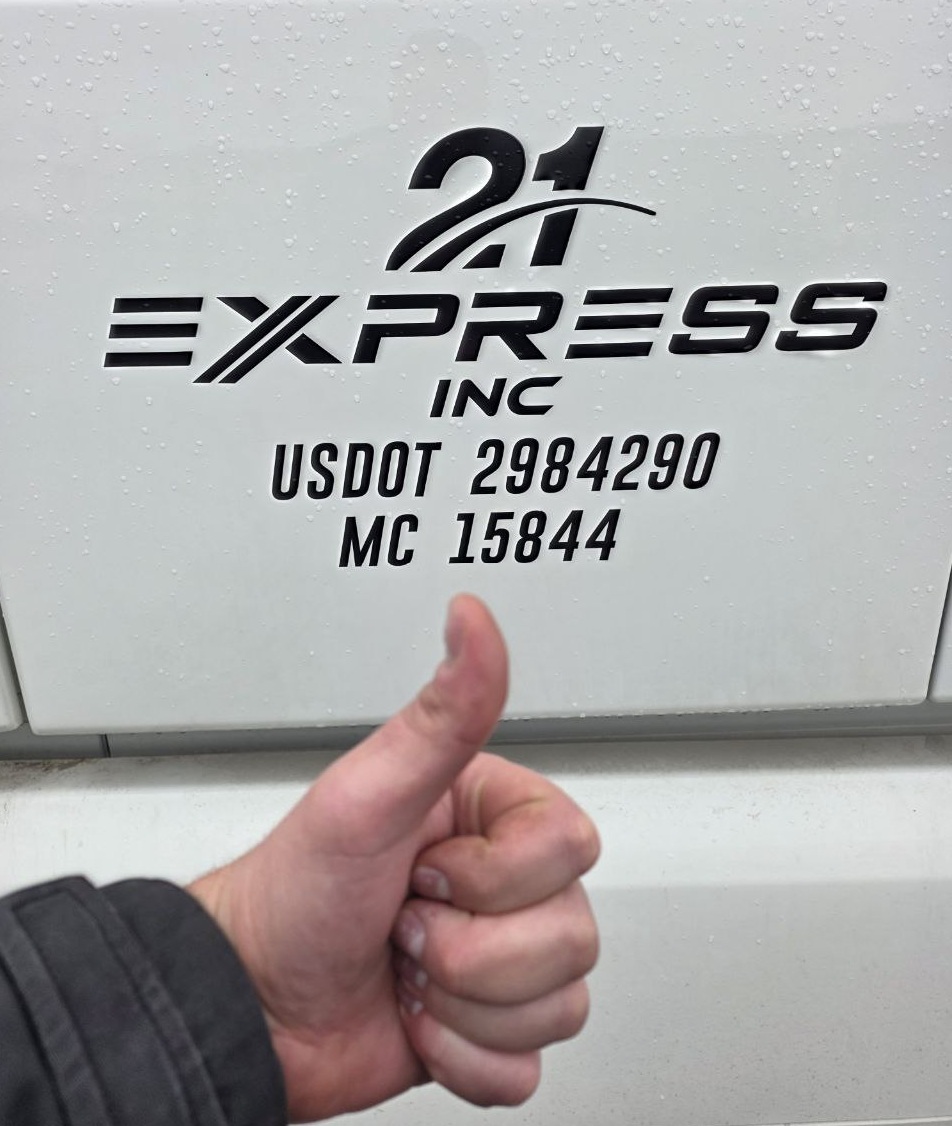 21
EXPRESS
INC
USDOT 2984290
MC 15844